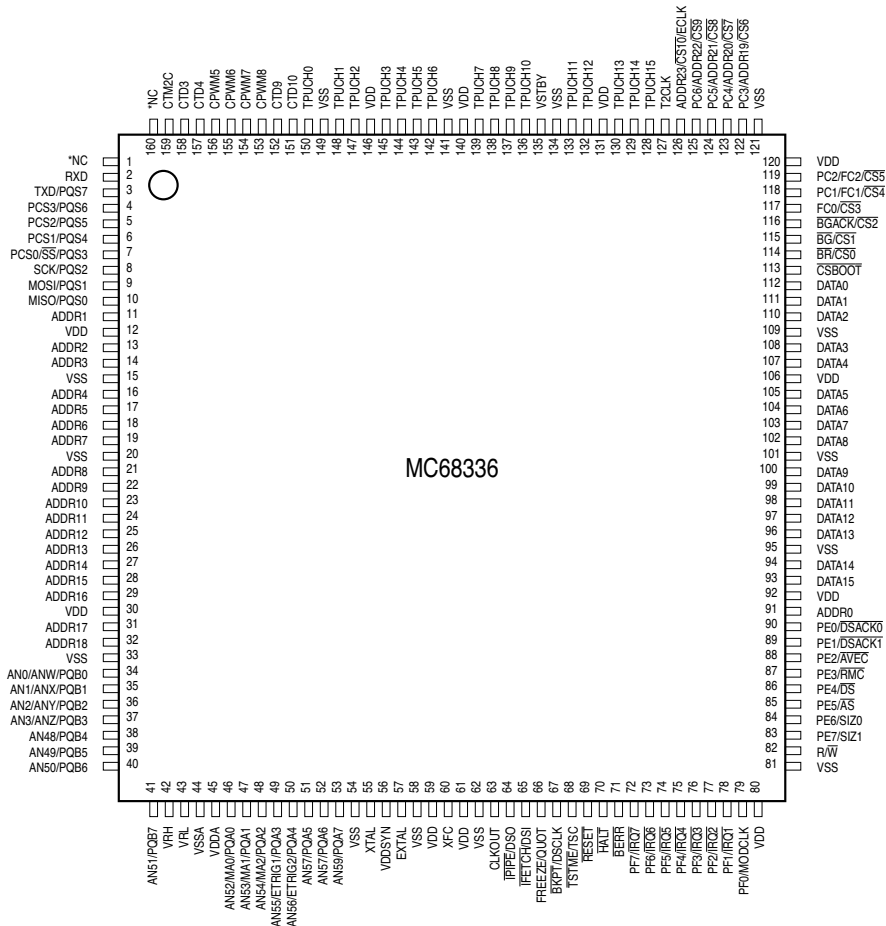 *NC
CTM2C
CTD3
CTD4
CPWM5
CPWM6
CPWM7
CPWM8
CTD9
CTD10
TPUCH0
VSS
TPUCH1
TPUCH2
VDD
TPUCH3
TPUCH4
TPUCH5
TPUCH6
VSS
VDD
TPUCH7
TPUCH8
TPUCH9
TPUCH10
VSTBY
VSS
TPUCH11
TPUCH12
VDD
TPUCH13
TPUCH14
TPUCH15
T2CLK
ADDR23/CS10/ECLK
PC6/ADDR22/CS9
PC5/ADDR21/CS8
PC4/ADDR20/CS7
PC3/ADDR19/CS6
VSS
160
159
158
157
156
155
154
153
152
151
150
149
148
147
146
145
144
143
142
141
140
139
138
137
136
135
134
133
132
131
130
129
128
127
126
125
124
123
122
121
*NC 1
RXD 2
TXD/PQS7 3
PCS3/PQS6 4
PCS2/PQS5 5
PCS1/PQS4 6
PCS0/SS/PQS3 7
SCK/PQS2 8
MOSI/PQS1 9
MISO/PQS0 10
ADDR1 11
VDD 12
ADDR2 13
ADDR3 14
VSS 15
ADDR4 16
ADDR5 17
ADDR6 18
ADDR7 19
VSS 20
ADDR8 21
ADDR9 22
ADDR10 23
ADDR11 24
ADDR12 25
ADDR13 26
ADDR14 27
ADDR15 28
ADDR16 29
VDD 30
ADDR17 31
ADDR18 32
VSS 33
AN0/ANW/PQB0 34
AN1/ANX/PQB1 35
AN2/ANY/PQB2 36
AN3/ANZ/PQB3 37
AN48/PQB4 38
AN49/PQB5 39
AN50/PQB6 40
MC68336
120 VDD
119 PC2/FC2/CS5
118 PC1/FC1/CS4
117 FC0/CS3
116 BGACK/CS2
115 BG/CS1
114 BR/CS0
113 CSBOOT
112 DATA0
111 DATA1
110 DATA2
109 VSS
108 DATA3
107 DATA4
106 VDD
105 DATA5
104 DATA6
103 DATA7
102 DATA8
101 VSS
100 DATA9
99 DATA10
98 DATA11
97 DATA12
96 DATA13
95 VSS
94 DATA14
93 DATA15
92 VDD
91 ADDR0
90 PE0/DSACK0
89 PE1/DSACK1
88 PE2/AVEC
87 PE3/RMC
86 PE4/DS
85 PE5/AS
84 PE6/SIZ0
83 PE7/SIZ1
82 R/W
81 VSS
41
42
43
44
45
46
47
48
49
50
51
52
53
54
55
56
57
58
59
60
61
62
63
64
65
66
67
68
69
70
71
72
73
74
75
76
77
78
79
80
AN51/PQB7
VRH
VRL
VSSA
VDDA
AN52/MA0/PQA0
AN53/MA1/PQA1
AN54/MA2/PQA2
AN55/ETRIG1/PQA3
AN56/ETRIG2/PQA4
AN57/PQA5
AN57/PQA6
AN59/PQA7
VSS
XTAL
VDDSYN
EXTAL
VSS
VDD
XFC
VDD
VSS
CLKOUT
IPIPE/DSO
IFETCH/DSI
FREEZE/QUOT
BKPT/DSCLK
TSTME/TSC
RESET
HALT
BERR
PF7/IRQ7
PF6/IRQ6
PF5/IRQ5
PF4/IRQ4
PF3/IRQ3
PF2/IRQ2
PF1/IRQ1
PF0/MODCLK
VDD